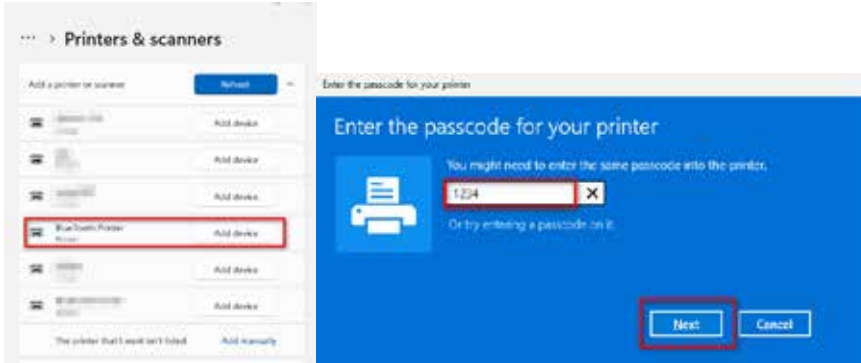 ··· > Printers & scanners
Add a printer or scanner
Refresh
Add device
Add device
Add device
BlueTooth Printer
Printer
Add device
Add device
Add device
The printer that I want isn't listed
Add manually
Enter the passcode for your printer
Enter the passcode for your printer
You might need to enter the same passcode into the printer.
1234
Or try entering a passcode on it.
Next
Cancel